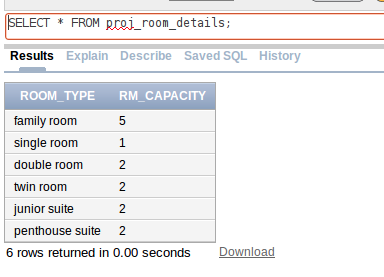 SELECT * FROM proj_room_details;
Results Explain Describe Saved SQL History
ROOM_TYPE RM_CAPACITY
family room 5
single room 1
double room 2
twin room 2
junior suite 2
penthouse suite 2
6 rows returned in 0.00 seconds Download